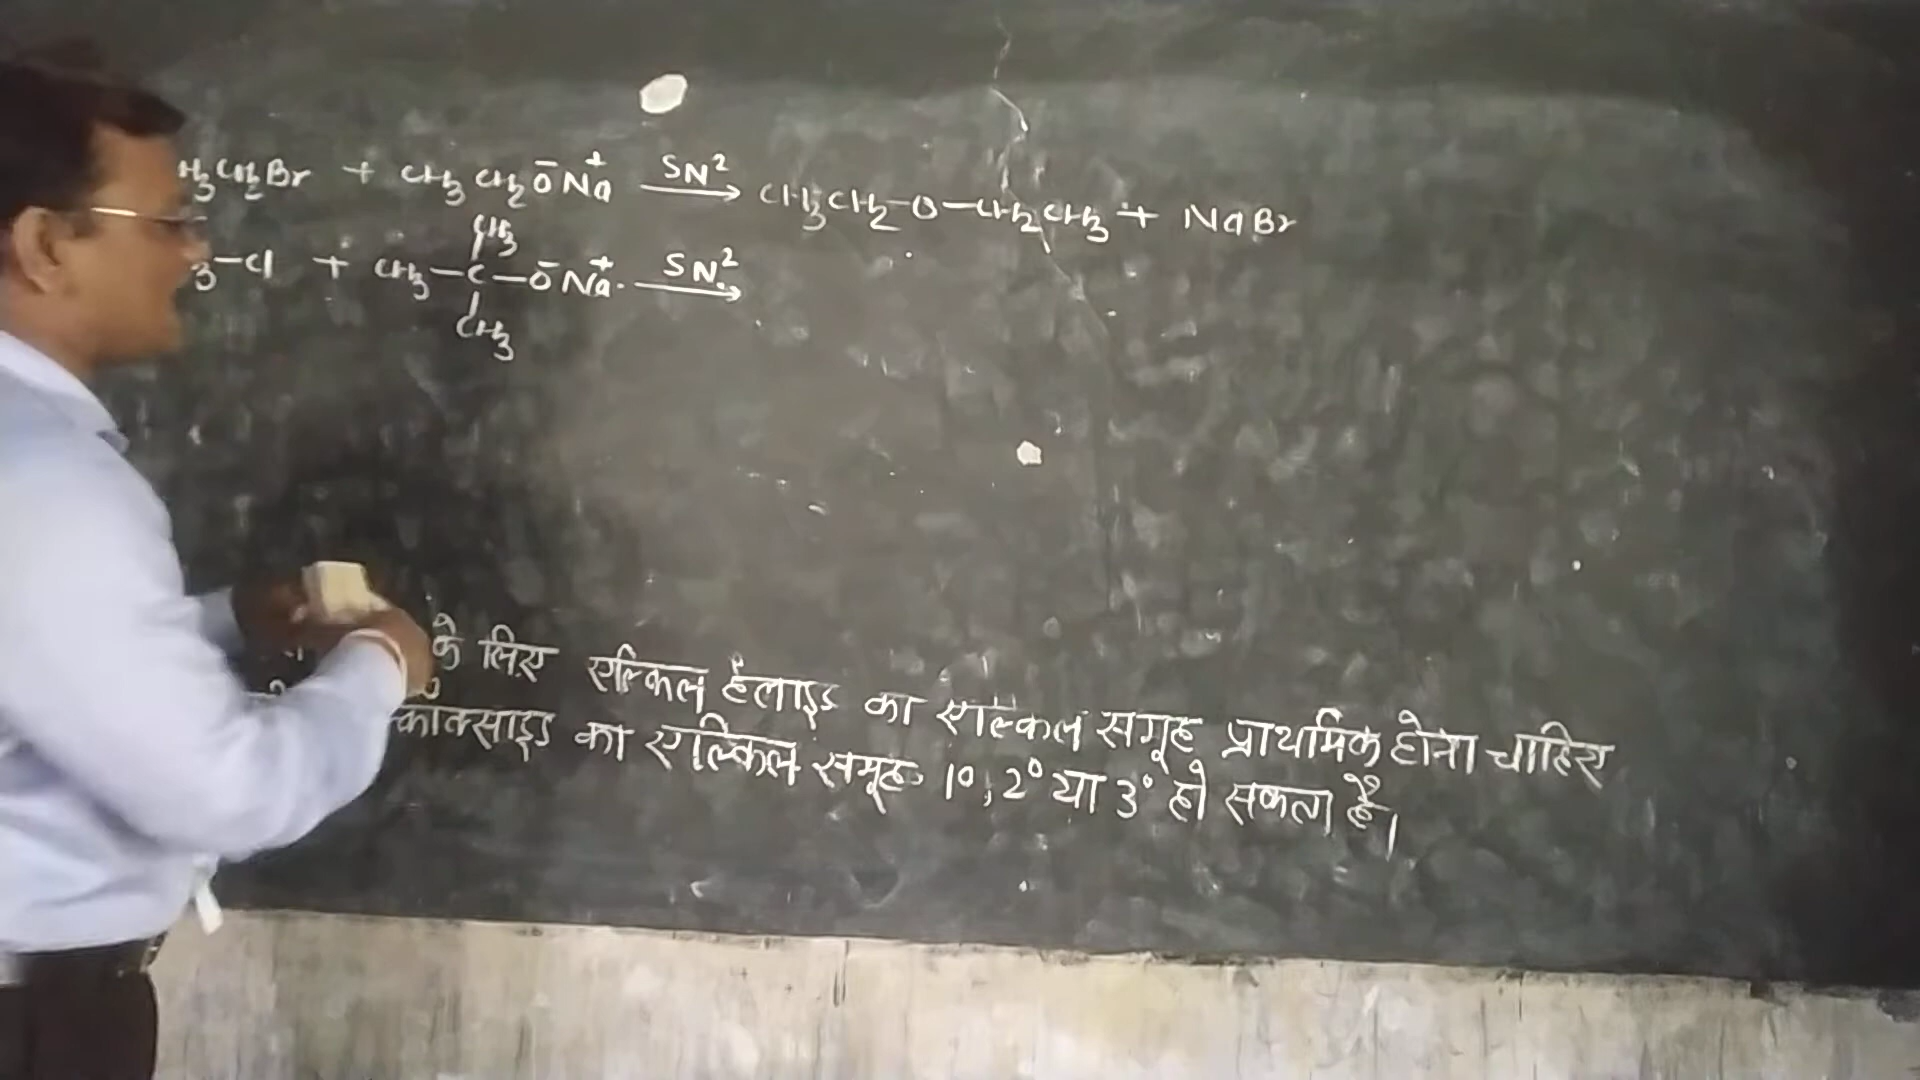 H₃CH₂Br + CH₃CH₂ŌNa⁺ SN² → CH₃CH₂-O-CH₂CH₃ + NaBr
CH₃
₃-Cl + CH₃-C-ŌNa⁺ SN² →
CH₃
के लिए एल्किल हैलाइड का एल्किल समूह प्राथमिक होना चाहिए
ल्काक्साइड का एल्किल समूह 1°, 2° या 3° हो सकता है।